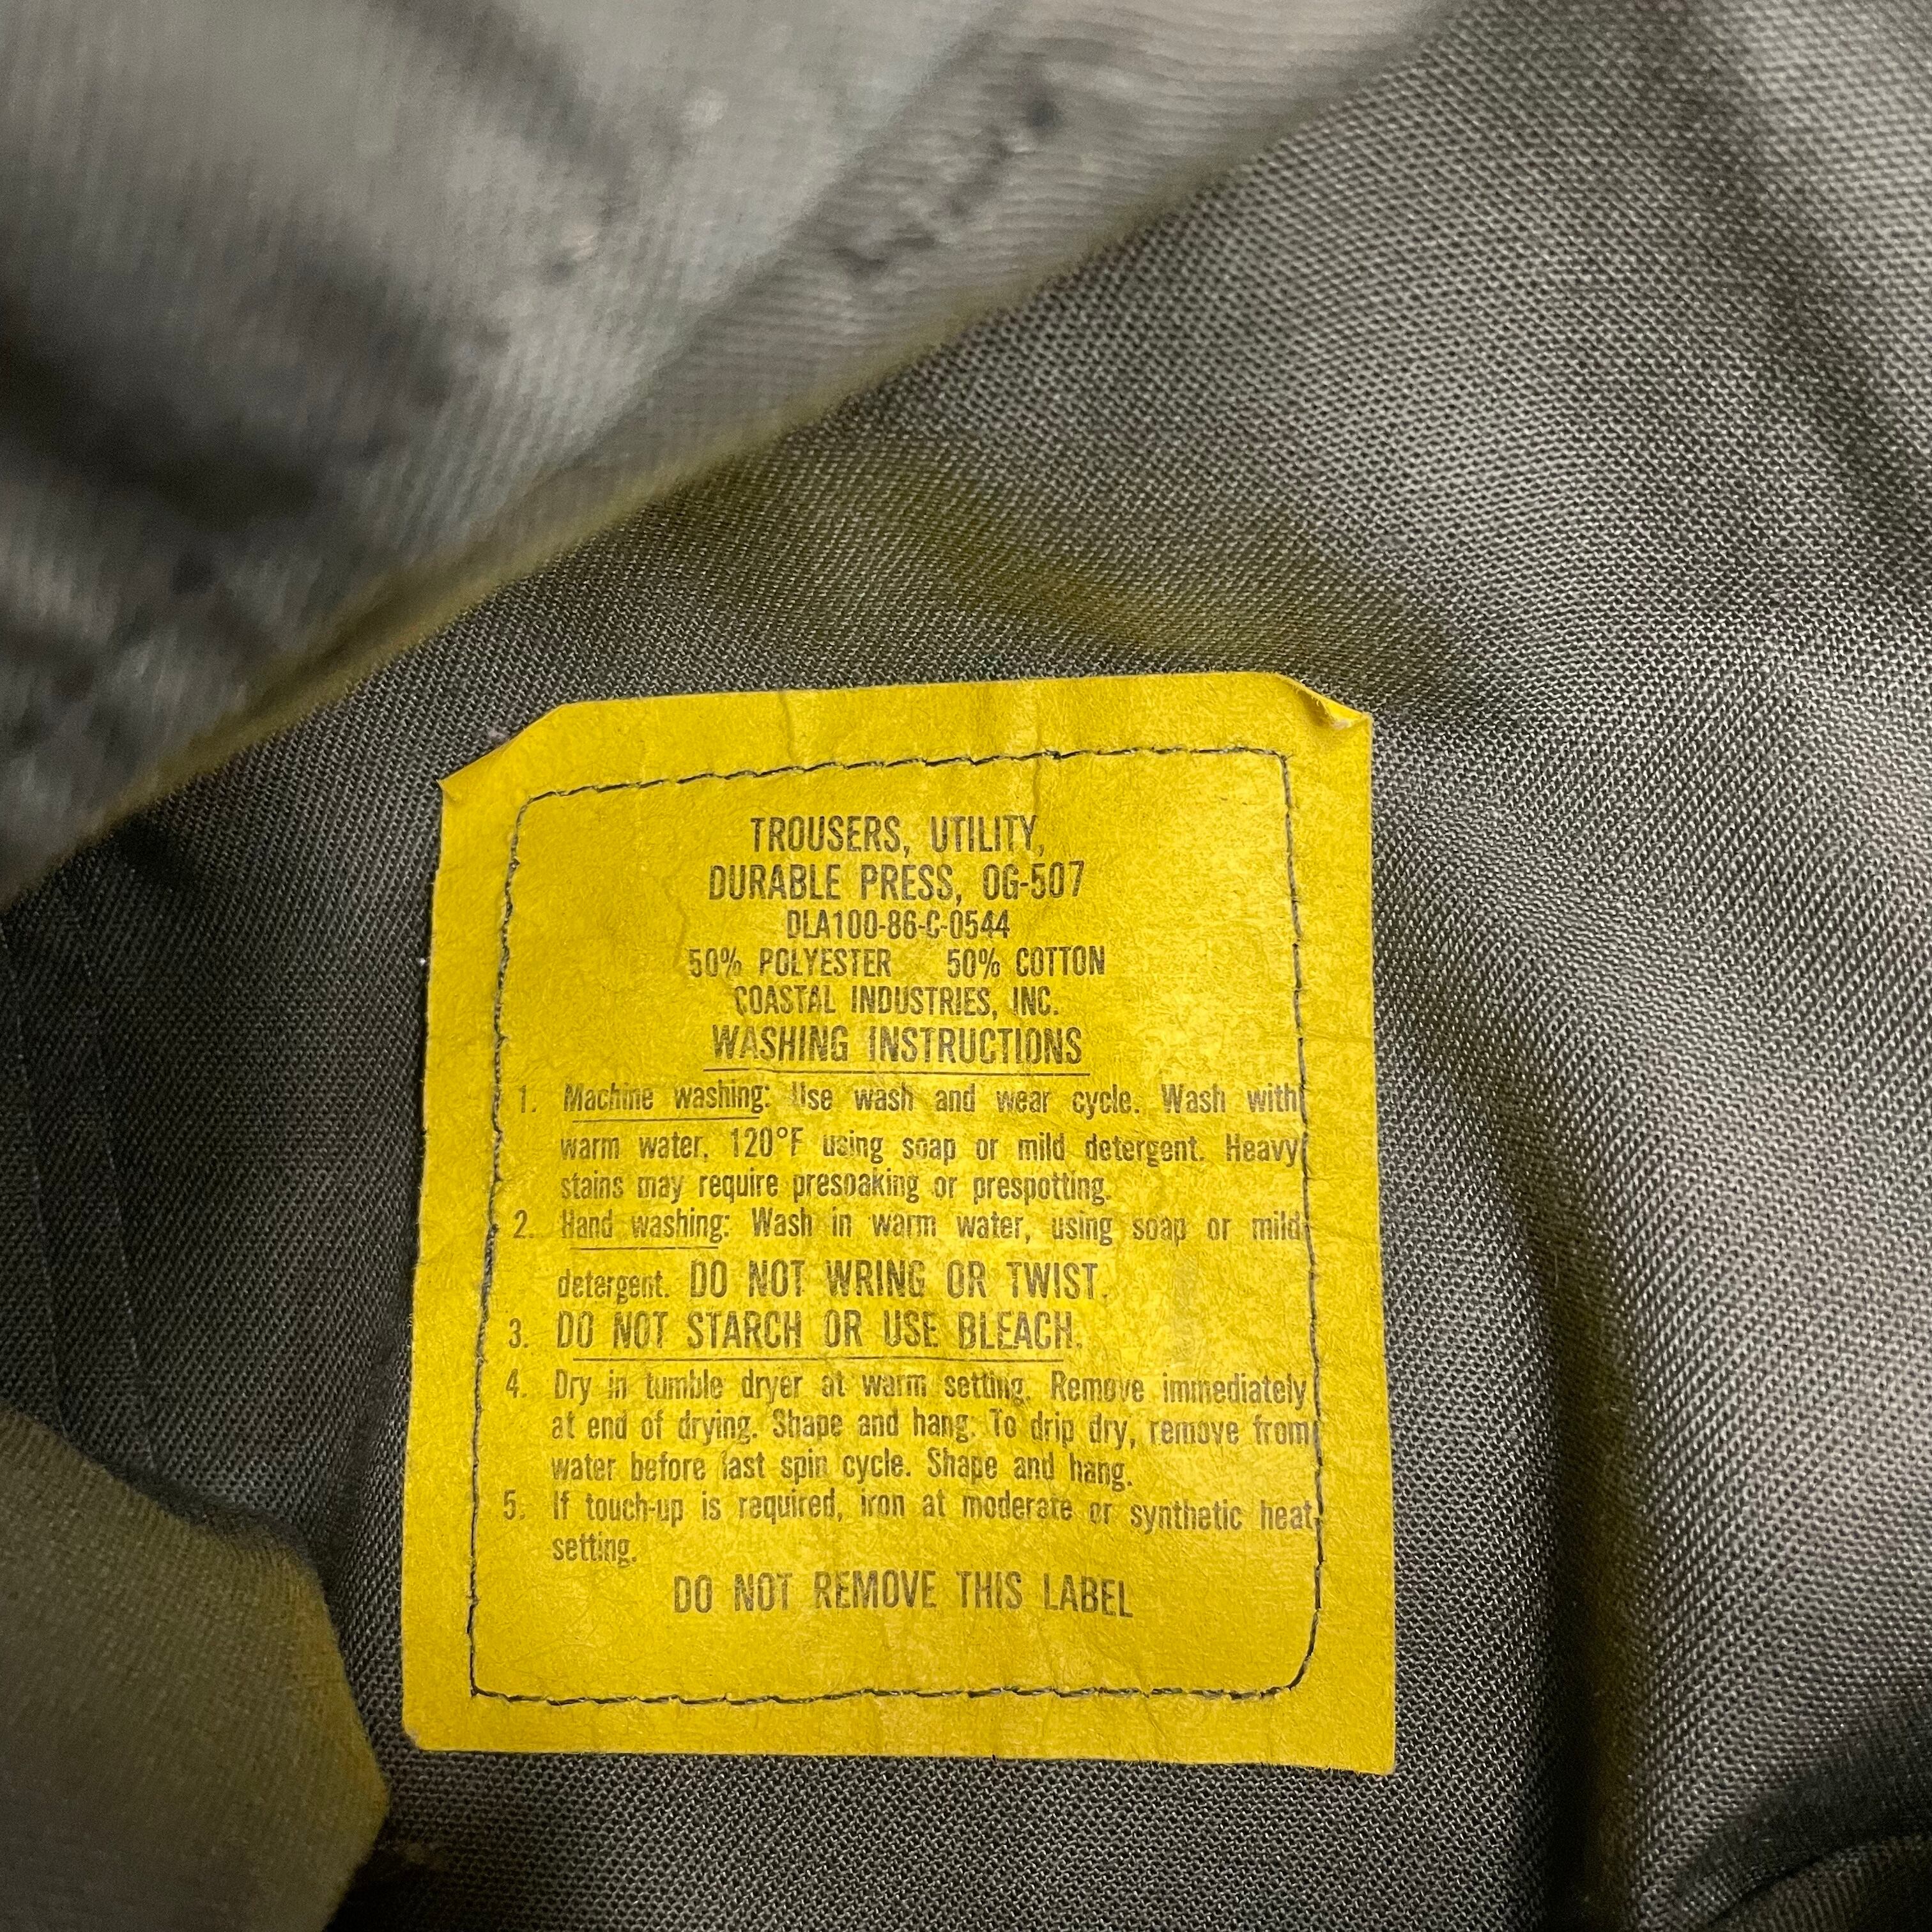 TROUSERS, UTILITY,
DURABLE PRESS, OG-507
DLA100-86-C-0544
50% POLYESTER 50% COTTON
COASTAL INDUSTRIES, INC.
WASHING INSTRUCTIONS
1. Machine washing: Use wash and wear cycle. Wash with
warm water, 120°F using soap or mild detergent. Heavy
stains may require presoaking or prespotting.
2. Hand washing: Wash in warm water, using soap or mild
detergent. DO NOT WRING OR TWIST.
3. DO NOT STARCH OR USE BLEACH.
4. Dry in tumble dryer at warm setting. Remove immediately
at end of drying. Shape and hang. To drip dry, remove from
water before last spin cycle. Shape and hang.
5. If touch-up is required, iron at moderate or synthetic heat
setting.
DO NOT REMOVE THIS LABEL